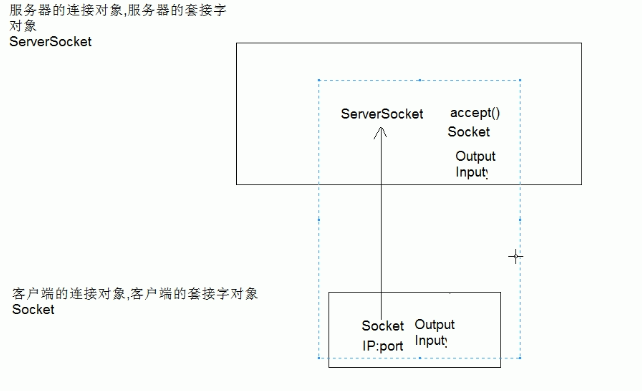 服务器的连接对象,服务器的套接字
对象
ServerSocket
ServerSocket
accept()
Socket
Output
Input
客户端的连接对象,客户端的套接字对象
Socket
Socket
IP:port
Output
Input